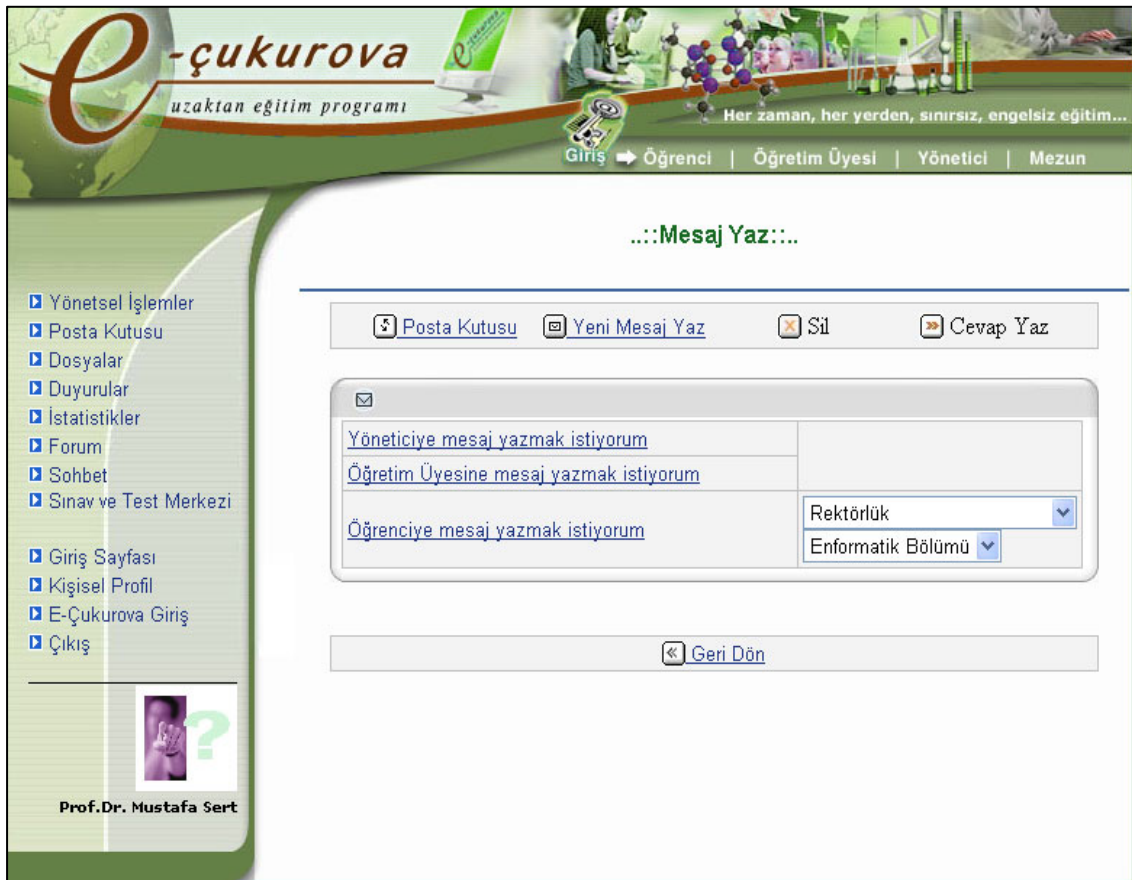 e-çukurova
uzaktan eğitim programı
Her zaman, her yerden, sınırsız, engelsiz eğitim...
Giriş Öğrenci | Öğretim Üyesi | Yönetici | Mezun
..::Mesaj Yaz::..
Yönetsel İşlemler
Posta Kutusu
Dosyalar
Duyurular
İstatistikler
Forum
Sohbet
Sınav ve Test Merkezi
Giriş Sayfası
Kişisel Profil
E-Çukurova Giriş
Çıkış
Prof.Dr. Mustafa Sert
Posta Kutusu Yeni Mesaj Yaz Sil Cevap Yaz
Yöneticiye mesaj yazmak istiyorum
Öğretim Üyesine mesaj yazmak istiyorum
Öğrenciye mesaj yazmak istiyorum
Rektörlük
Enformatik Bölümü
Geri Dön